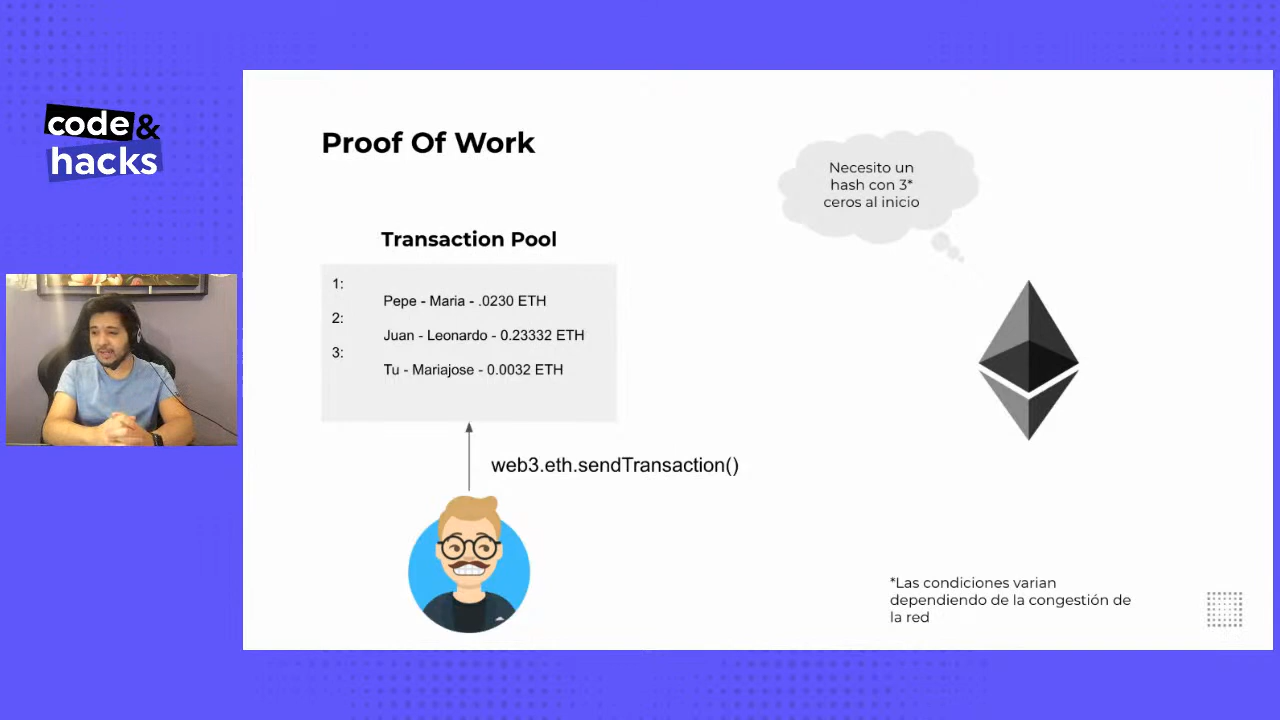 code&
hacks
Proof Of Work
Necesito un
hash con 3*
ceros al inicio
Transaction Pool
1:
Pepe - Maria - .0230 ETH
2:
Juan - Leonardo - 0.23332 ETH
3:
Tu - Mariajose - 0.0032 ETH
web3.eth.sendTransaction()
*Las condiciones varian
dependiendo de la congestión de
la red